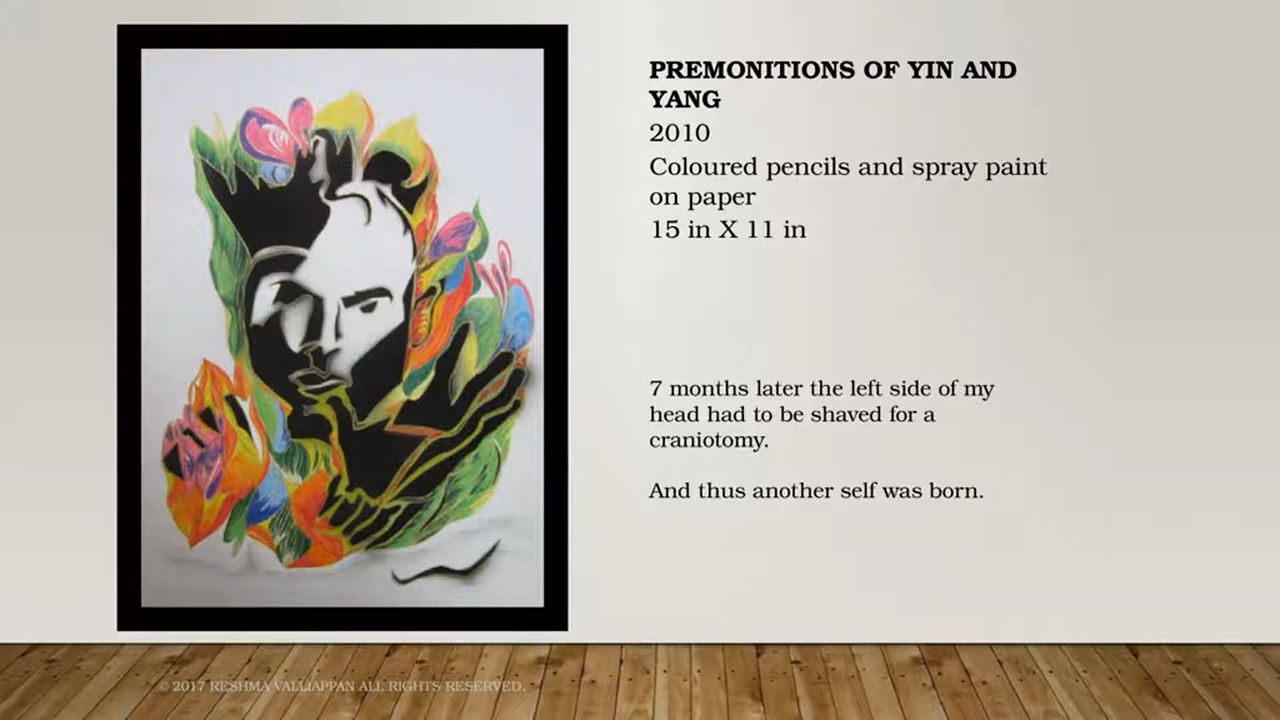 PREMONITIONS OF YIN AND
YANG
2010
Coloured pencils and spray paint
on paper
15 in X 11 in
7 months later the left side of my
head had to be shaved for a
craniotomy.
And thus another self was born.
© 2017 RESHMA VALLIAPPAN ALL RIGHTS RESERVED.